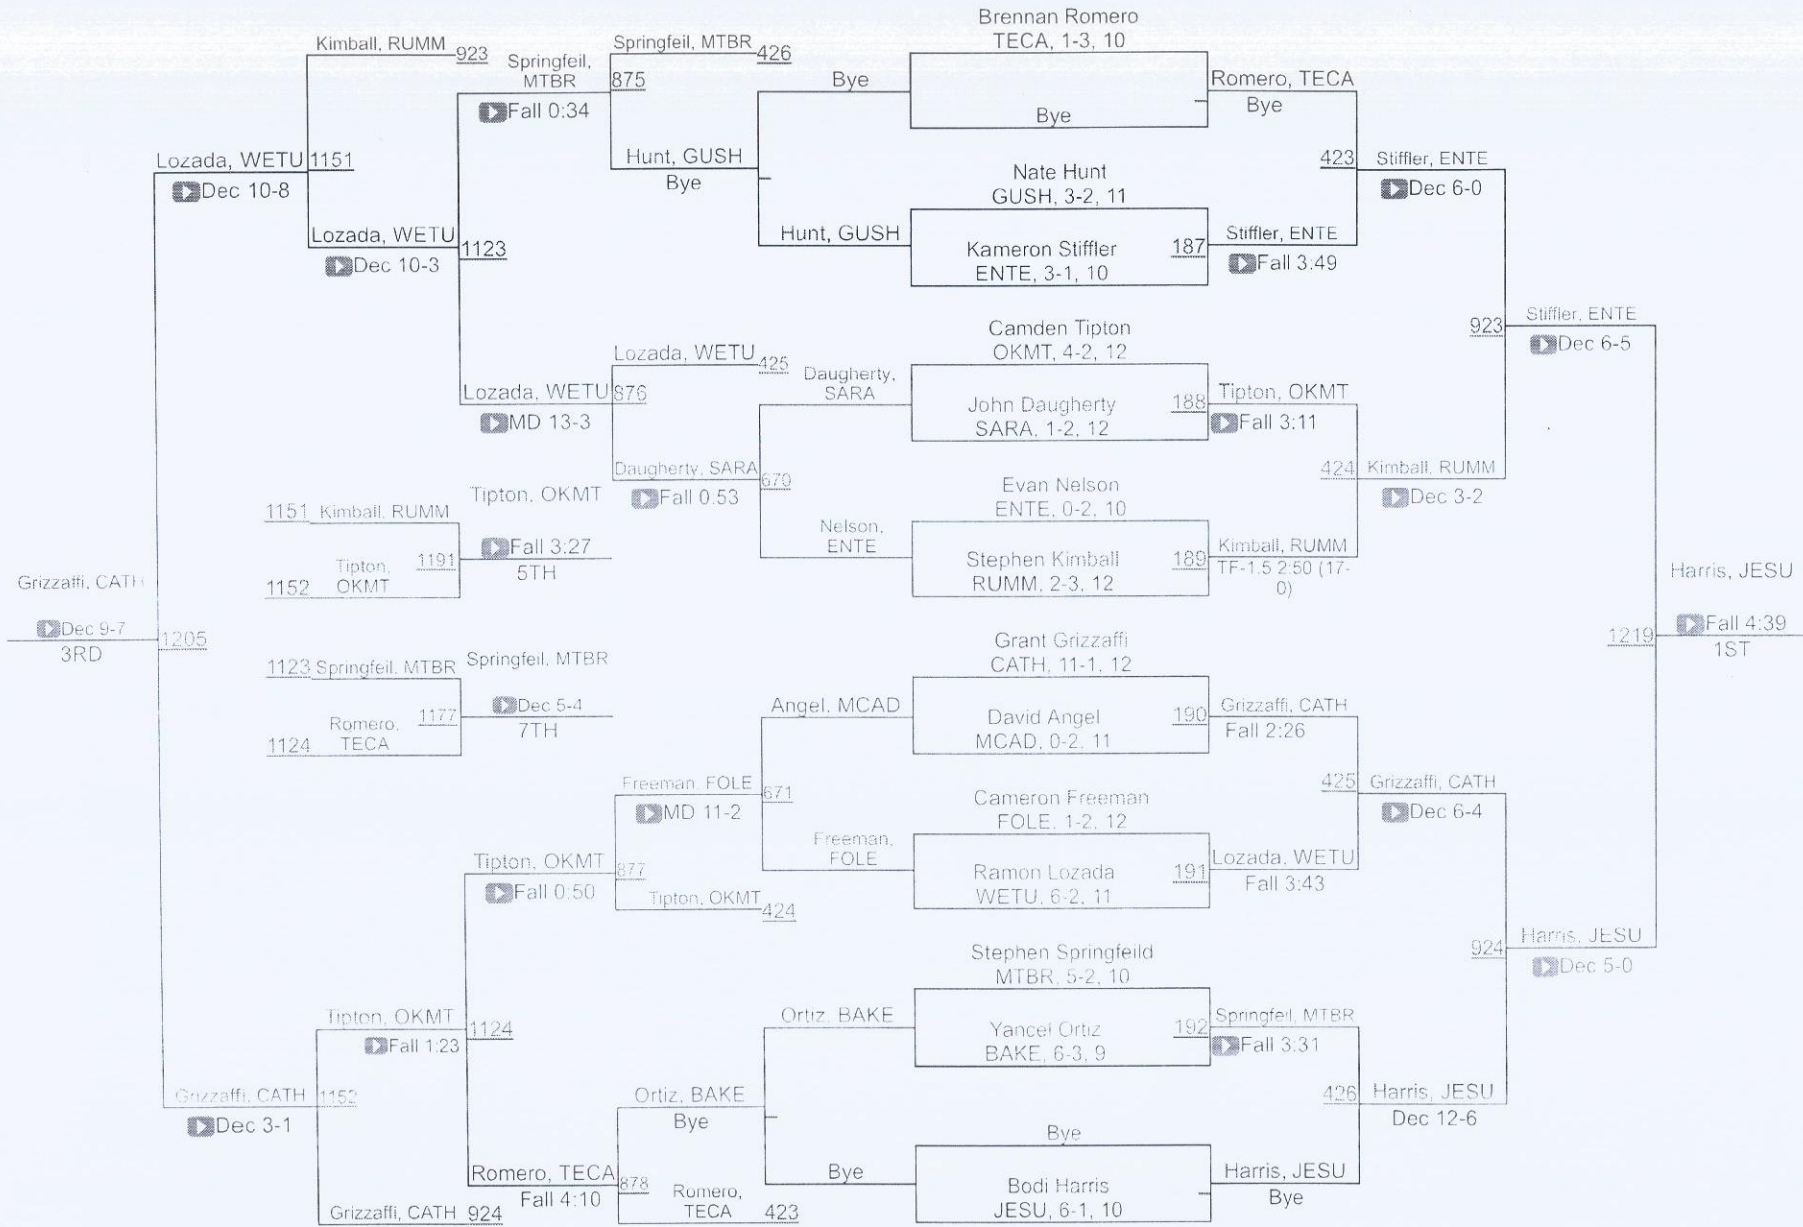 Brennan Romero
TECA, 1-3, 10
Kimball, RUMM 923
Springfeil, MTBR 426
Springfeil,
MTBR
875
Bye
Romero, TECA
Fall 0:34
Bye
Bye
Lozada, WETU 1151
Hunt, GUSH
423 Stiffler, ENTE
Dec 10-8
Bye
Nate Hunt
GUSH, 3-2, 11
Dec 6-0
Lozada, WETU 1123
Hunt, GUSH
Kameron Stiffler
ENTE, 3-1, 10
187 Stiffler, ENTE
Dec 10-3
Fall 3:49
923 Stiffler, ENTE
Dec 6-5
Camden Tipton
OKMT, 4-2, 12
Lozada, WETU 425
Daugherty,
SARA
Lozada, WETU 876
John Daugherty
SARA, 1-2, 12
188 Tipton, OKMT
MD 13-3
Fall 3:11
Daugherty, SARA 670
424 Kimball, RUMM
Fall 0:53
Dec 3-2
Tipton, OKMT
Evan Nelson
ENTE, 0-2, 10
1151 Kimball, RUMM
Nelson,
ENTE
Fall 3:27
1191
5TH
Stephen Kimball
RUMM, 2-3, 12
189 Kimball, RUMM
TF-1.5 2:50 (17-
0)
1152
Tipton,
OKMT
Grizzaffi, CATH
Harris, JESU
Dec 9-7
1205
3RD
1219
Fall 4:39
1ST
Grant Grizzaffi
CATH, 11-1, 12
1123 Springfeil, MTBR
Springfeil, MTBR
Angel, MCAD
Dec 5-4
1177
7TH
David Angel
MCAD, 0-2, 11
190 Grizzaffi, CATH
Fall 2:26
1124
Romero,
TECA
Freeman, FOLE 671
425 Grizzaffi, CATH
MD 11-2
Cameron Freeman
FOLE, 1-2, 12
Dec 6-4
Freeman,
FOLE
Tipton, OKMT 877
Ramon Lozada
WETU, 6-2, 11
191 Lozada, WETU
Fall 0:50
Fall 3:43
Tipton, OKMT 424
924 Harris, JESU
Stephen Springfeild
MTBR, 5-2, 10
Dec 5-0
Tipton, OKMT 1124
Ortiz, BAKE
Yancel Ortiz
BAKE, 6-3, 9
192 Springfeil, MTBR
Fall 1:23
Fall 3:31
Grizzaffi, CATH 1152
Ortiz, BAKE
426 Harris, JESU
Dec 3-1
Bye
Dec 12-6
Bye
Romero, TECA 878
Bye
Bodi Harris
JESU, 6-1, 10
Harris, JESU
Fall 4:10
Bye
Romero,
TECA
423
Grizzaffi, CATH 924